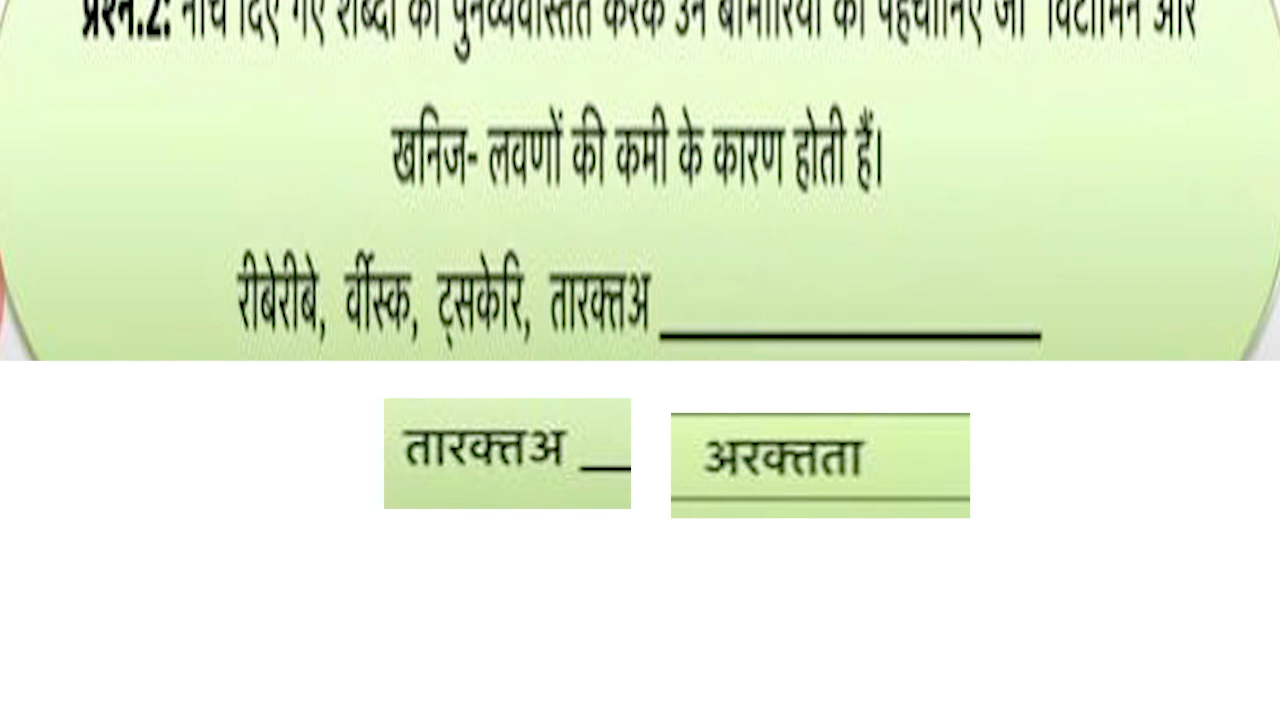 प्रश्न.2: नीचे दिए गए शब्दों को पुनर्व्यवस्तित करके उन बीमारियों को पहचानिए जो विटामिन और
खनिज- लवणों की कमी के कारण होती हैं।
रीबेरीबे, र्वीस्क, ट्सकेरि, तारक्तअ
तारक्तअ
अरक्तता